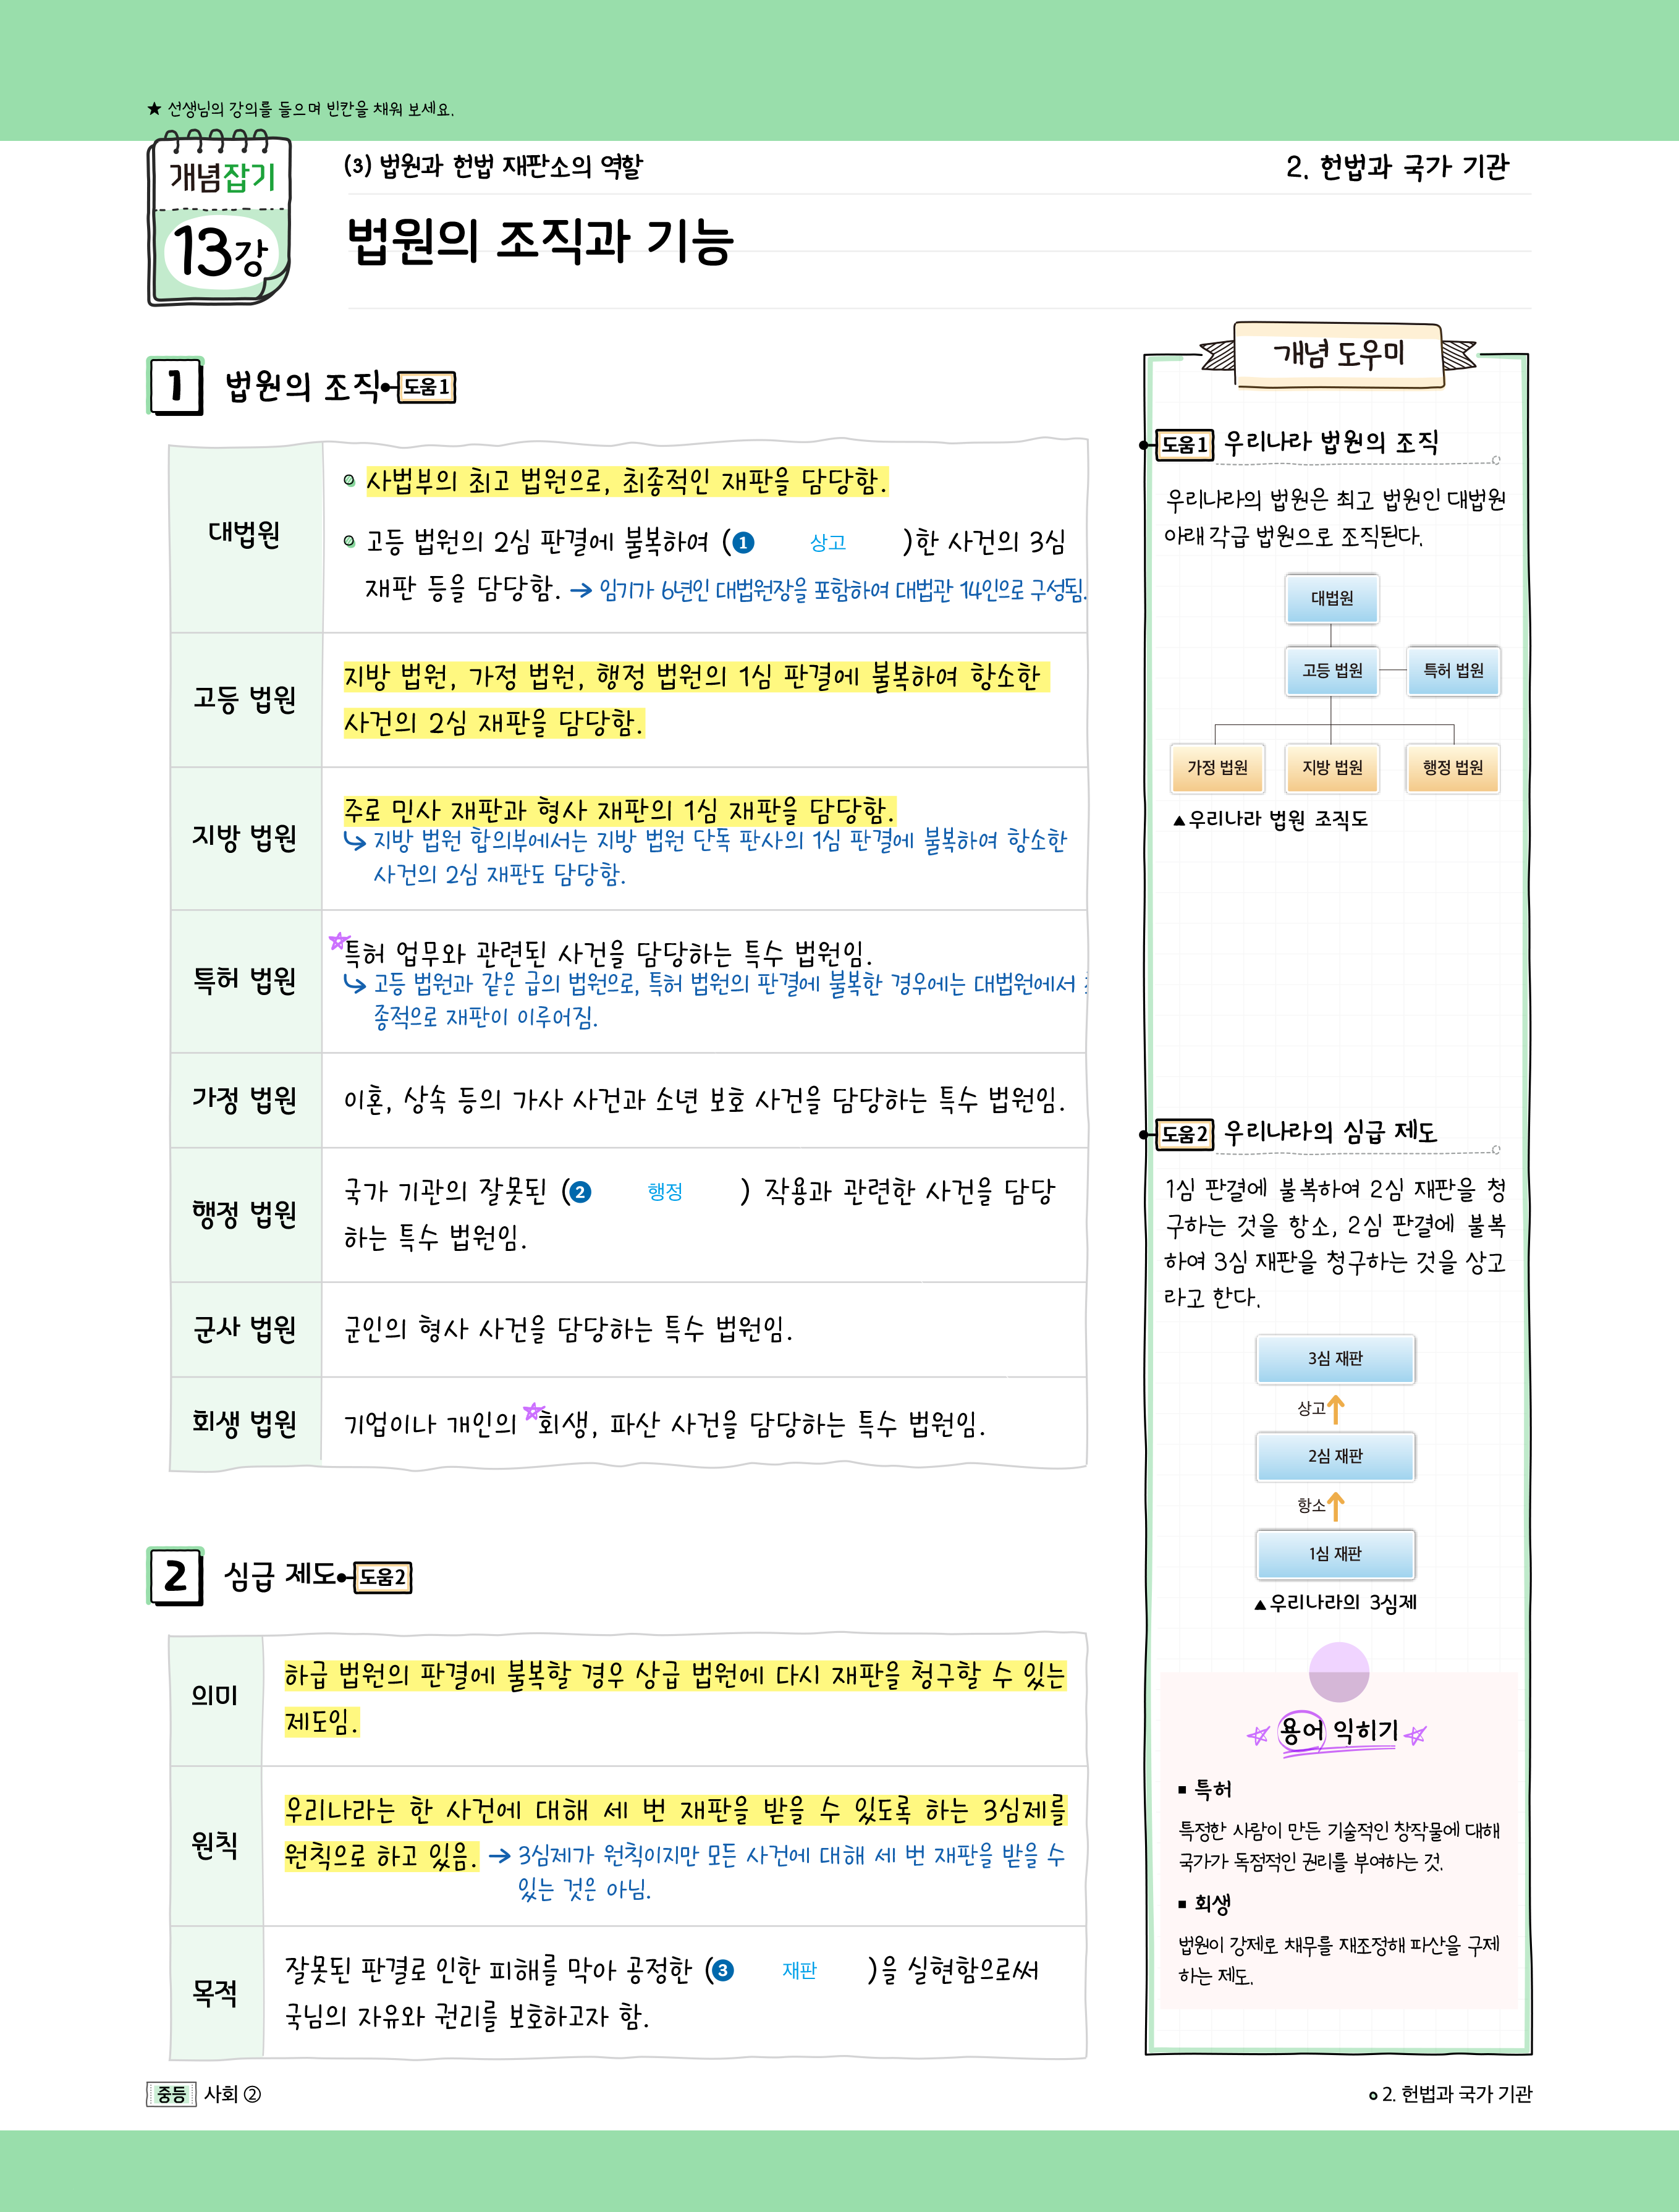 ★ 선생님의 강의를 들으며 빈칸을 채워 보세요.
개념잡기
13강
(3) 법원과 헌법 재판소의 역할
2. 헌법과 국가 기관
법원의 조직과 기능
1 법원의 조직 도움1
대법원
사법부의 최고 법원으로, 최종적인 재판을 담당함.
고등 법원의 2심 판결에 불복하여 (❶ 상고 )한 사건의 3심
재판 등을 담당함. → 임기가 6년인 대법원장을 포함하여 대법관 14인으로 구성됨.
고등 법원
지방 법원, 가정 법원, 행정 법원의 1심 판결에 불복하여 항소한
사건의 2심 재판을 담당함.
지방 법원
주로 민사 재판과 형사 재판의 1심 재판을 담당함.
지방 법원 합의부에서는 지방 법원 단독 판사의 1심 판결에 불복하여 항소한
사건의 2심 재판도 담당함.
특허 법원
특허 업무와 관련된 사건을 담당하는 특수 법원임.
고등 법원과 같은 급의 법원으로, 특허 법원의 판결에 불복한 경우에는 대법원에서
종적으로 재판이 이루어짐.
가정 법원
이혼, 상속 등의 가사 사건과 소년 보호 사건을 담당하는 특수 법원임.
행정 법원
국가 기관의 잘못된 (❷ 행정 ) 작용과 관련한 사건을 담당
하는 특수 법원임.
군사 법원
군인의 형사 사건을 담당하는 특수 법원임.
회생 법원
기업이나 개인의 회생, 파산 사건을 담당하는 특수 법원임.
2 심급 제도 도움2
의미
하급 법원의 판결에 불복할 경우 상급 법원에 다시 재판을 청구할 수 있는
제도임.
원칙
우리나라는 한 사건에 대해 세 번 재판을 받을 수 있도록 하는 3심제를
원칙으로 하고 있음. → 3심제가 원칙이지만 모든 사건에 대해 세 번 재판을 받을 수
있는 것은 아님.
목적
잘못된 판결로 인한 피해를 막아 공정한 (❸ 재판 )을 실현함으로써
국님의 자유와 권리를 보호하고자 함.
개념 도우미
도움1 우리나라 법원의 조직
우리나라의 법원은 최고 법원인 대법원
아래 각급 법원으로 조직된다.
대법원
고등 법원 특허 법원
가정 법원 지방 법원 행정 법원
▲우리나라 법원 조직도
도움2 우리나라의 심급 제도
1심 판결에 불복하여 2심 재판을 청
구하는 것을 항소, 2심 판결에 불복
하여 3심 재판을 청구하는 것을 상고
라고 한다.
3심 재판
상고
2심 재판
항소
1심 재판
▲우리나라의 3심제
용어 익히기
■ 특허
특정한 사람이 만든 기술적인 창작물에 대해
국가가 독점적인 권리를 부여하는 것.
■ 회생
법원이 강제로 채무를 재조정해 파산을 구제
하는 제도.
중등 사회 ②
2. 헌법과 국가 기관